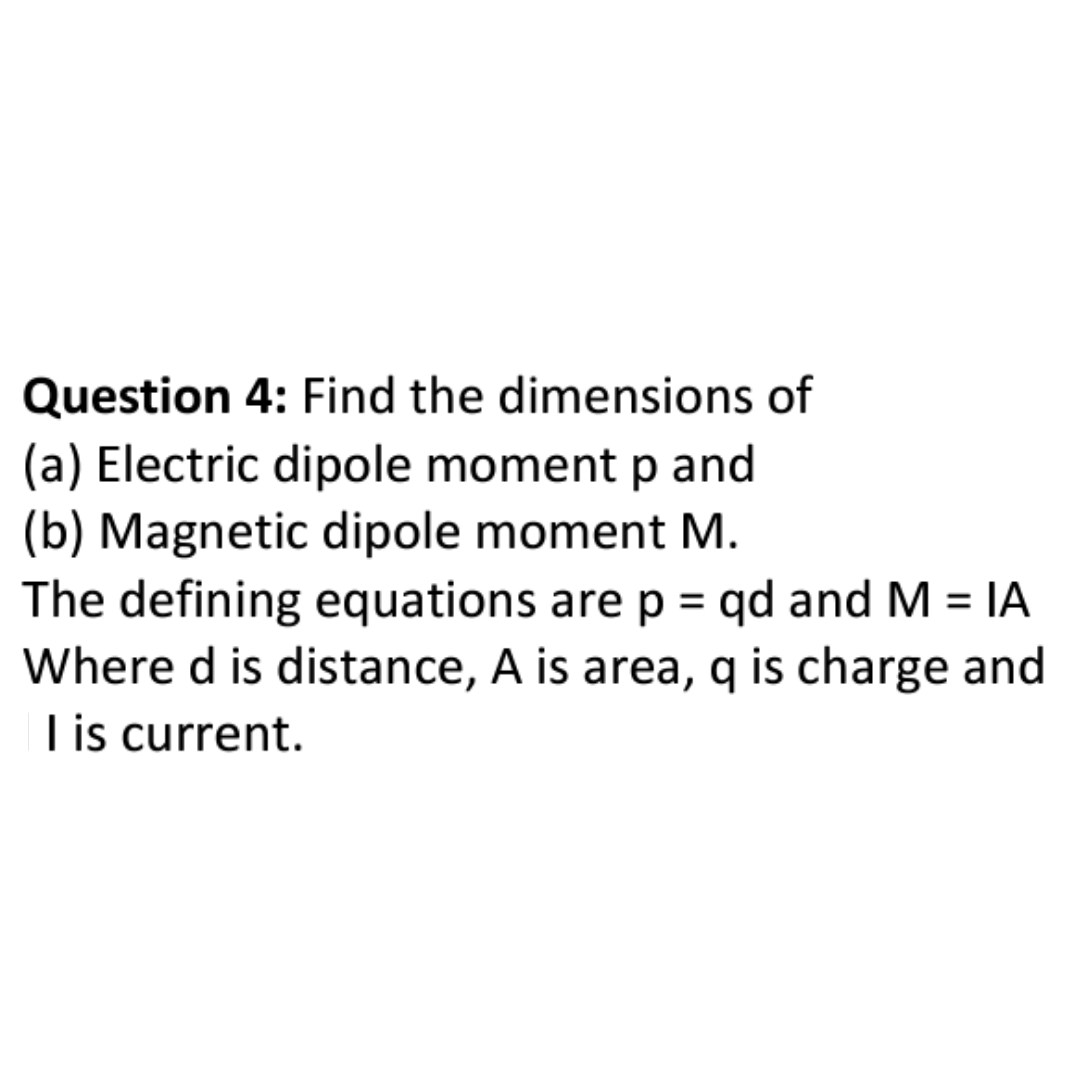 Question 4: Find the dimensions of
(a) Electric dipole moment p and
(b) Magnetic dipole moment M.
The defining equations are p = qd and M = IA
Where d is distance, A is area, q is charge and
I is current.